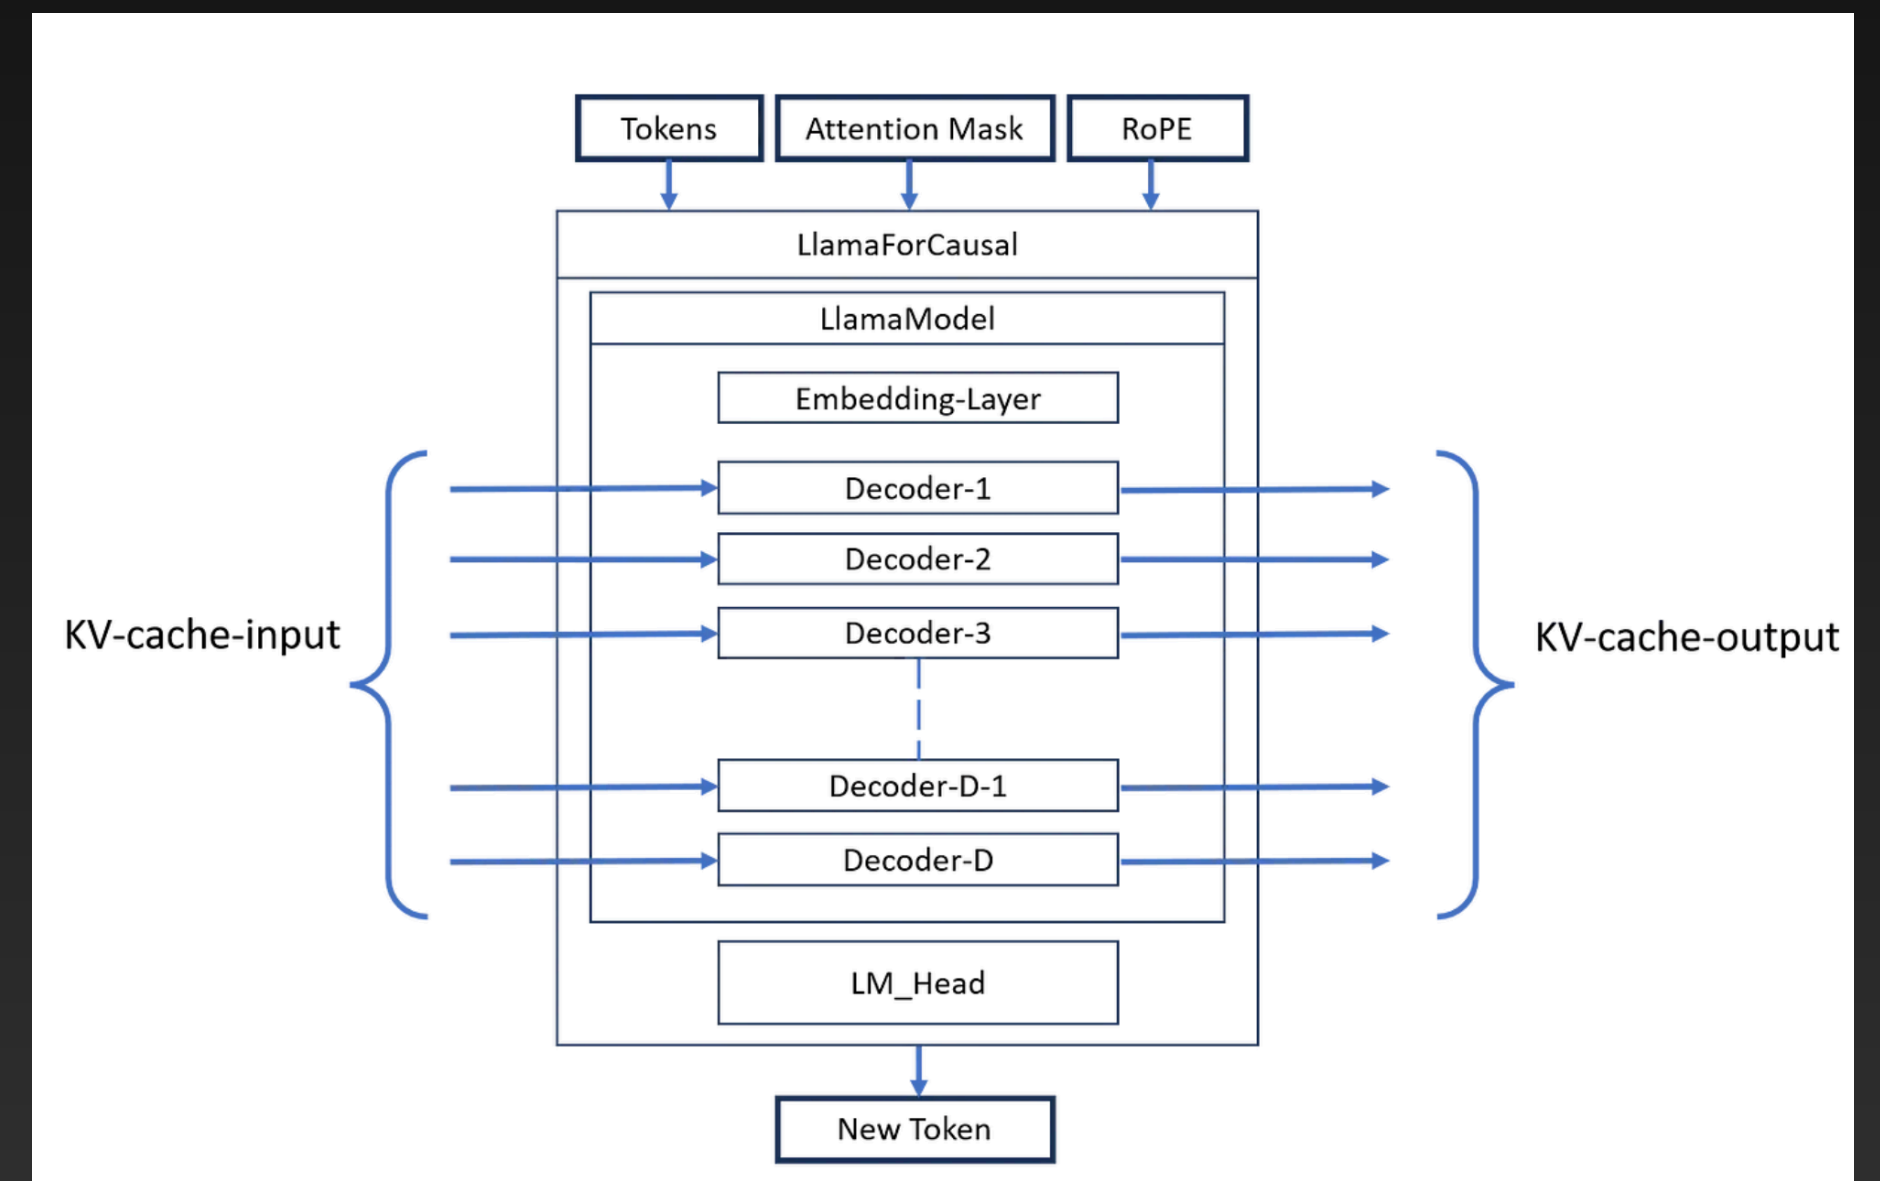 Tokens
Attention Mask
RoPE
LlamaForCausal
LlamaModel
Embedding-Layer
Decoder-1
Decoder-2
Decoder-3
KV-cache-input
KV-cache-output
Decoder-D-1
Decoder-D
LM_Head
New Token